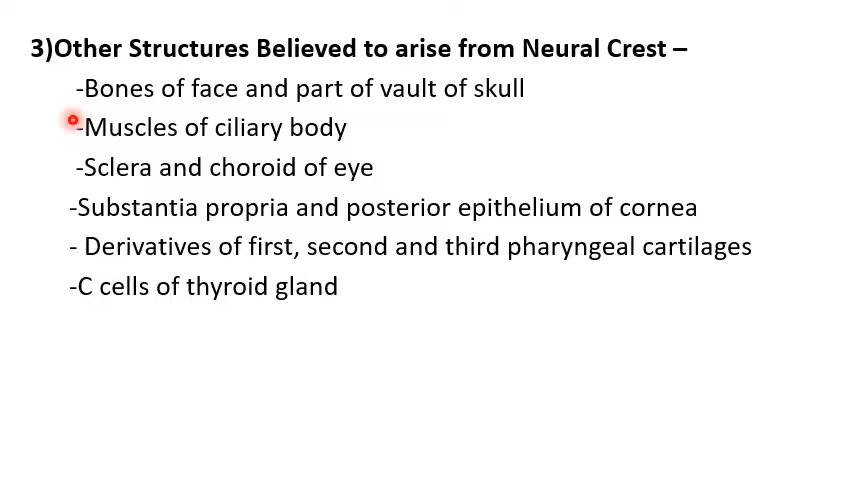 3)Other Structures Believed to arise from Neural Crest –
-Bones of face and part of vault of skull
-Muscles of ciliary body
-Sclera and choroid of eye
-Substantia propria and posterior epithelium of cornea
- Derivatives of first, second and third pharyngeal cartilages
-C cells of thyroid gland